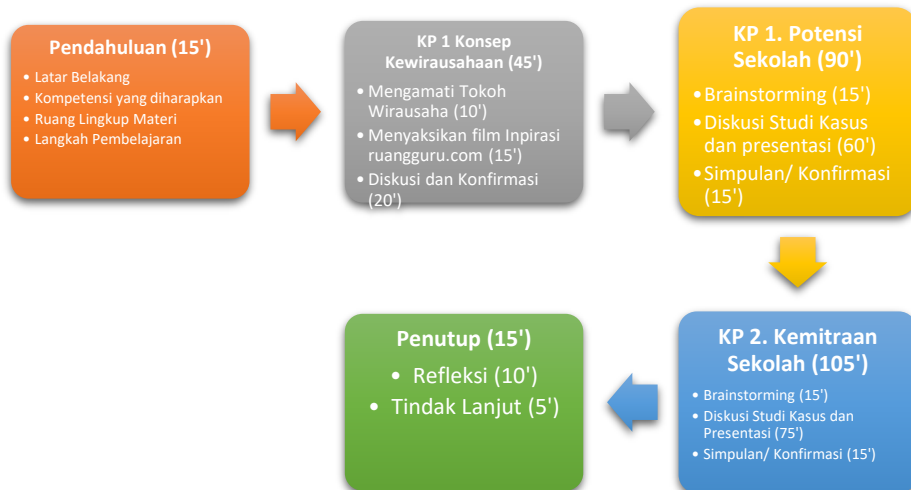 Pendahuluan (15')
• Latar Belakang
• Kompetensi yang diharapkan
• Ruang Lingkup Materi
• Langkah Pembelajaran
KP 1 Konsep
Kewirausahaan (45')
• Mengamati Tokoh
Wirausaha (10')
• Menyaksikan film Inpirasi
ruangguru.com (15')
• Diskusi dan Konfirmasi
(20')
KP 1. Potensi
Sekolah (90')
• Brainstorming (15')
• Diskusi Studi Kasus
dan presentasi (60')
• Simpulan/ Konfirmasi
(15')
KP 2. Kemitraan
Sekolah (105')
• Brainstorming (15')
• Diskusi Studi Kasus dan
Presentasi (75')
• Simpulan/ Konfirmasi (15')
Penutup (15')
• Refleksi (10')
• Tindak Lanjut (5')